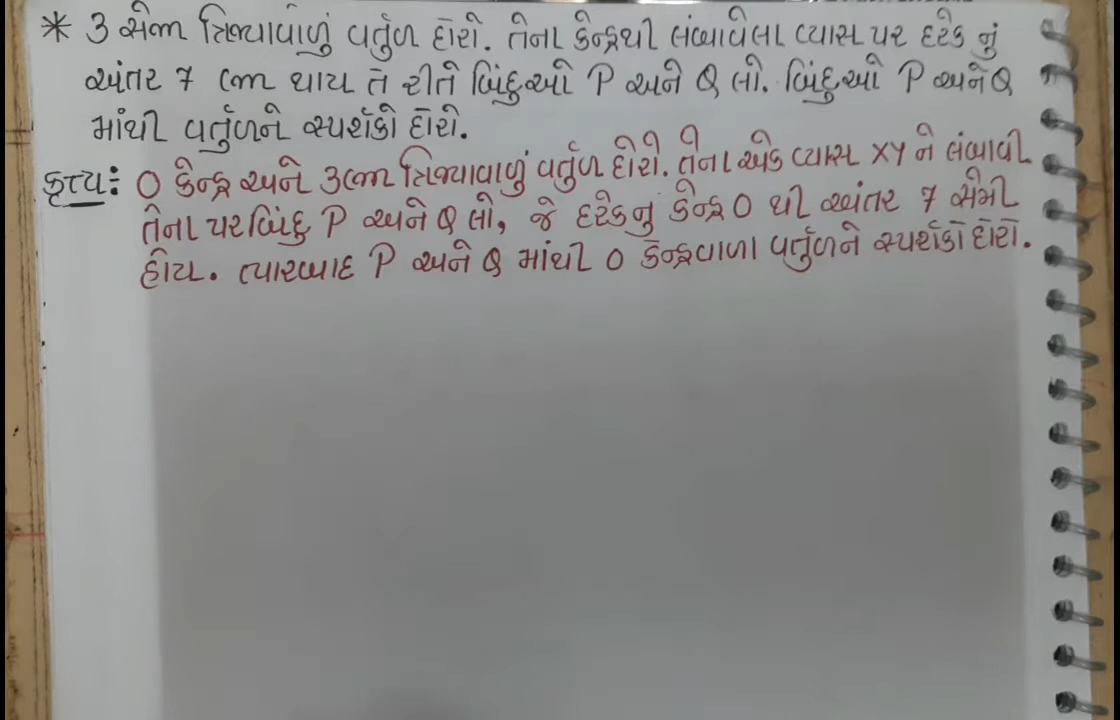 * 3 સેમ ત્રિજ્યાવાળું વર્તુળ દોરો. તેના કેન્દ્રથી લંબાવેલા વ્યાસ પર દરેક નું
અંતર 7 cm થાય તે રીતે બિંદુઓ P અને Q લો. બિંદુઓ P અને Q
માંથી વર્તુળને સ્પર્શકો દોરો.
કૃત્ય: O કેન્દ્ર અને 3cm ત્રિજ્યાવાળું વર્તુળ દોરો. તેના એક વ્યાસ XY ને લંબાવી
તેના પર બિંદુ P અને Q લો, જે દરેકનુ કેન્દ્ર O થી અંતર 7 સેમી
હોય. ત્યારબાદ P અને Q માંથી O કેન્દ્રવાળા વર્તુળને સ્પર્શકો દોરો.